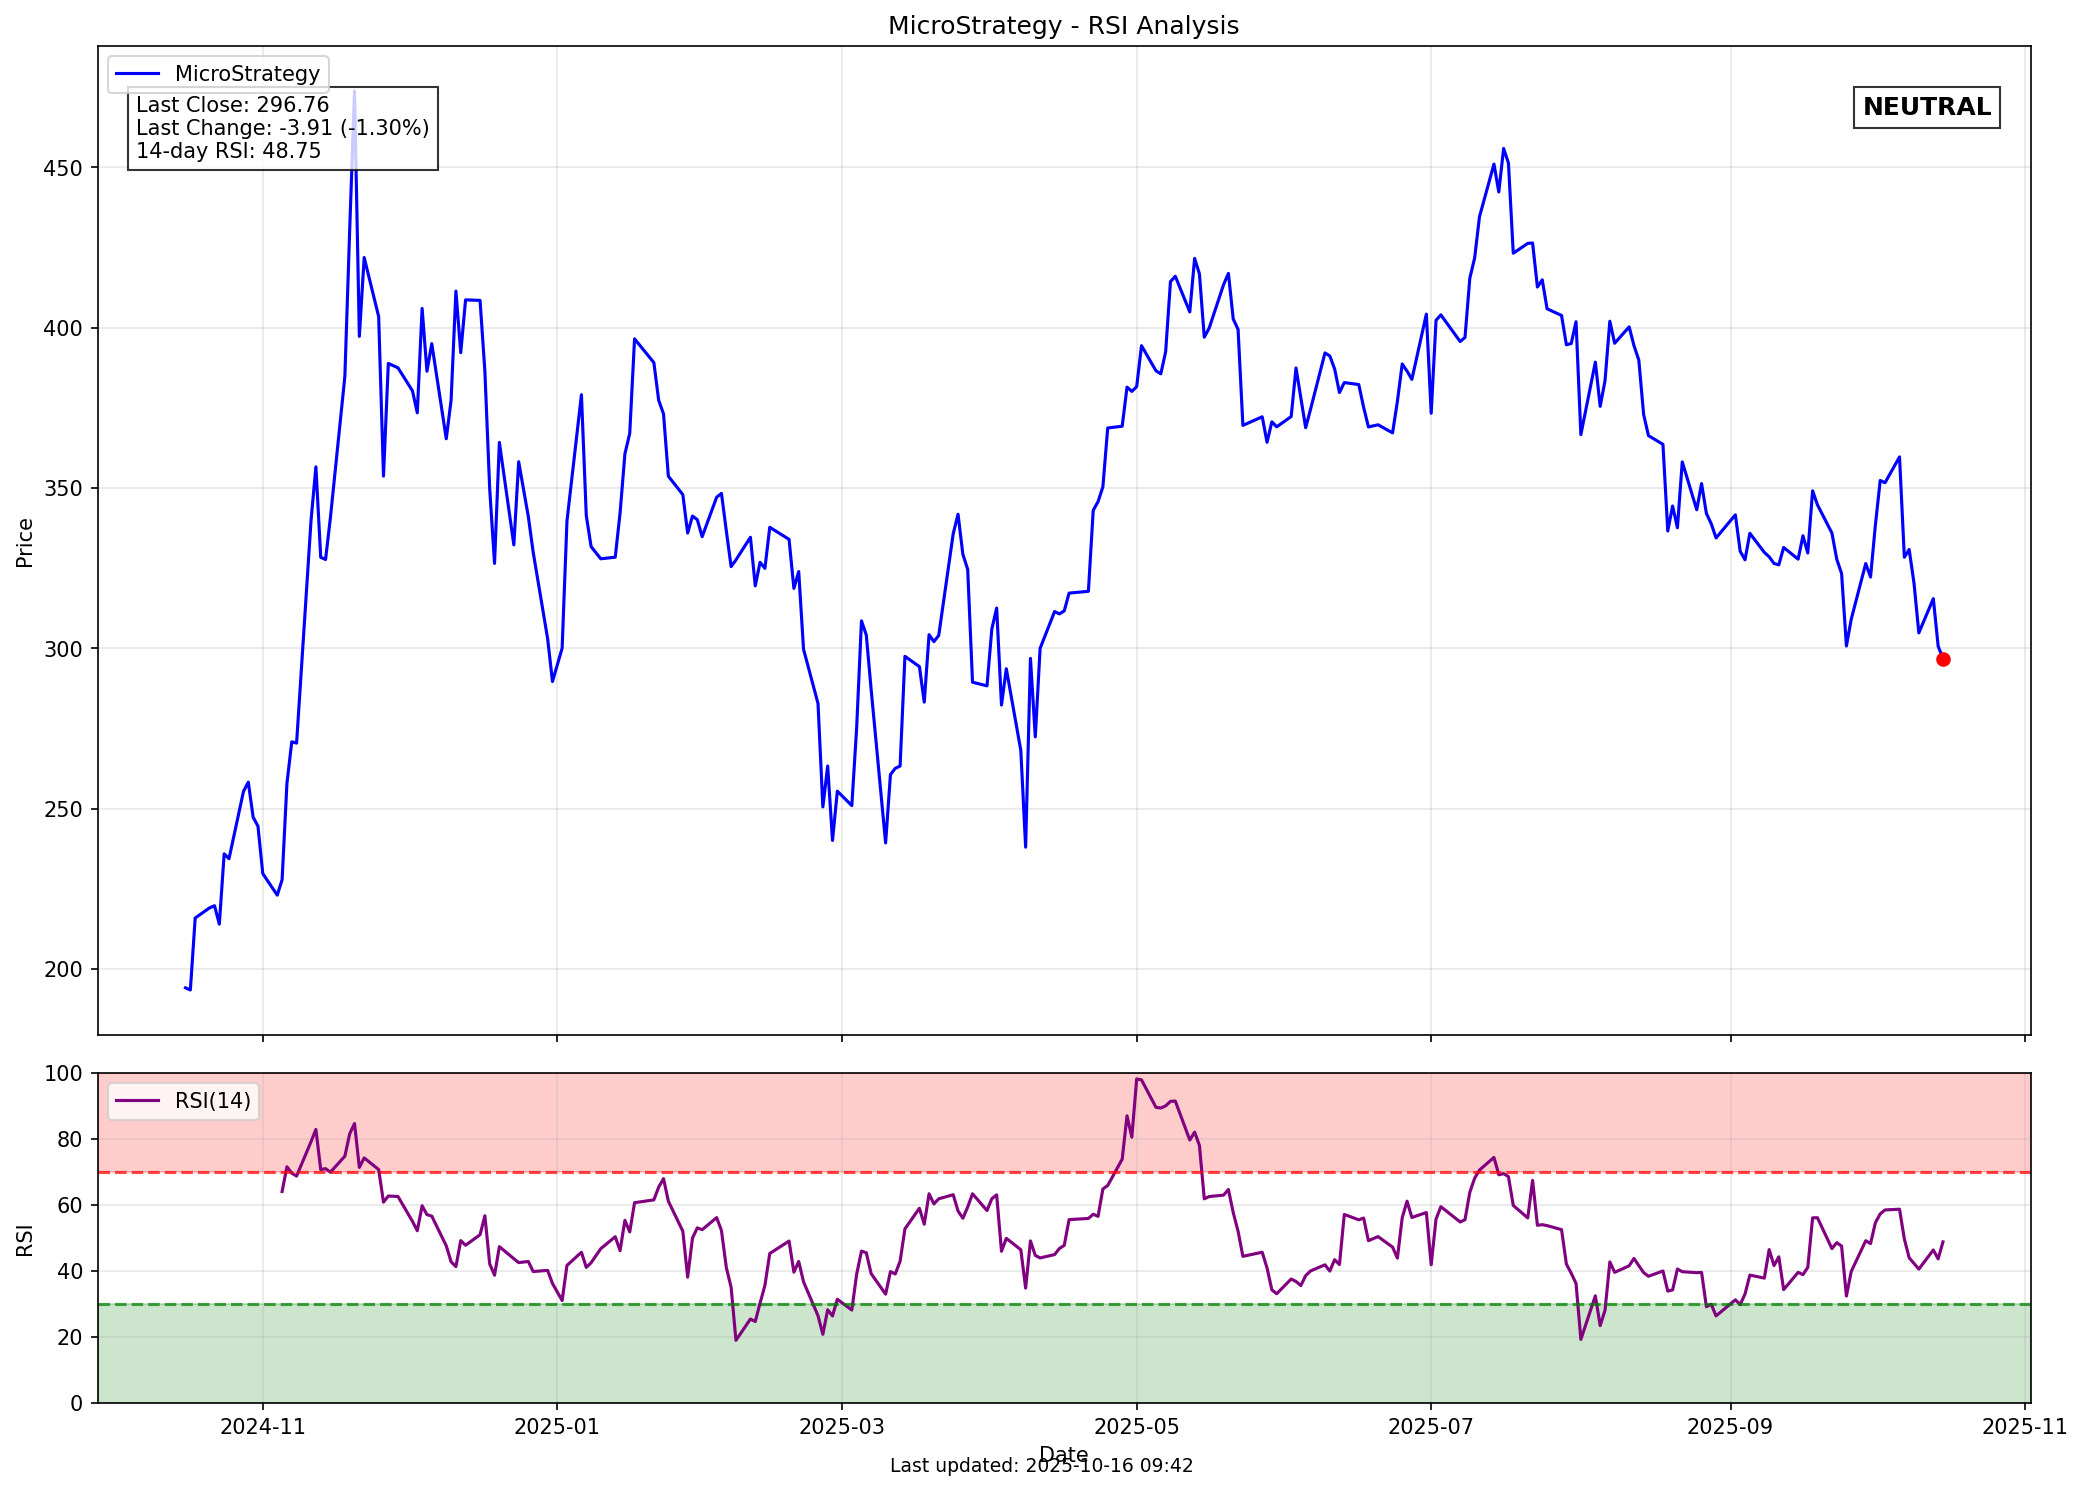 MicroStrategy - RSI Analysis
MicroStrategy
Last Close: 296.76
Last Change: -3.91 (-1.30%)
14-day RSI: 48.75
NEUTRAL
Price
450
400
350
300
250
200
RSI(14)
RSI
100
80
60
40
20
0
2024-11
2025-01
2025-03
2025-05
2025-07
2025-09
2025-11
Date
Last updated: 2025-10-16 09:42